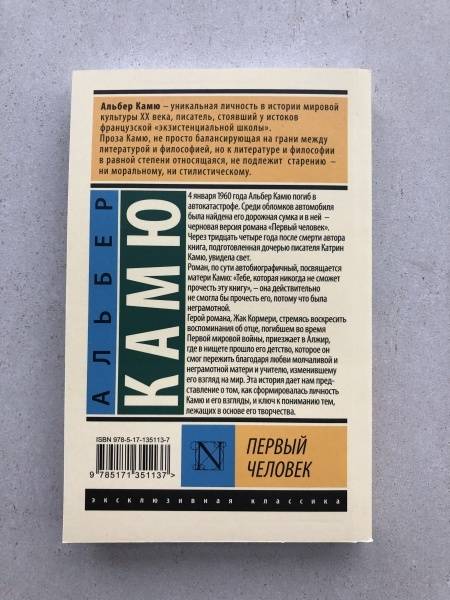 Альбер Камю – уникальная личность в истории мировой
культуры XX века, писатель, стоявший у истоков
французской «экзистенциальной школы».
Проза Камю, не просто балансирующая на грани между
литературой и философией, но к литературе и философии
в равной степени относящаяся, не подлежит старению –
ни моральному, ни стилистическому.
АЛЬБЕР
КАМЮ
4 января 1960 года Альбер Камю погиб в
автокатастрофе. Среди обломков автомобиля
была найдена его дорожная сумка и в ней –
черновая версия романа «Первый человек».
Через тридцать четыре года после смерти автора
книга, подготовленная дочерью писателя Катрин
Камю, увидела свет.
Роман, по сути автобиографичный, посвящается
матери Камю: «Тебе, которая никогда не сможет
прочесть эту книгу», – она действительно
не смогла бы прочесть его, потому что была
неграмотной.
Герой романа, Жак Кормери, стремясь воскресить
воспоминания об отце, погибшем во время
Первой мировой войны, приезжает в Алжир,
где в нищете прошло его детство, которое он
смог пережить благодаря любви молчаливой и
неграмотной матери и учителю, изменившему
его взгляд на мир. Эта история дает нам пред-
ставление о том, как сформировалась личность
Камю и его взгляды, и ключ к пониманию тем,
лежащих в основе его творчества.
ISBN 978-5-17-135113-7
9 785171 351137 >
N
ПЕРВЫЙ
ЧЕЛОВЕК
эксклюзивная классика